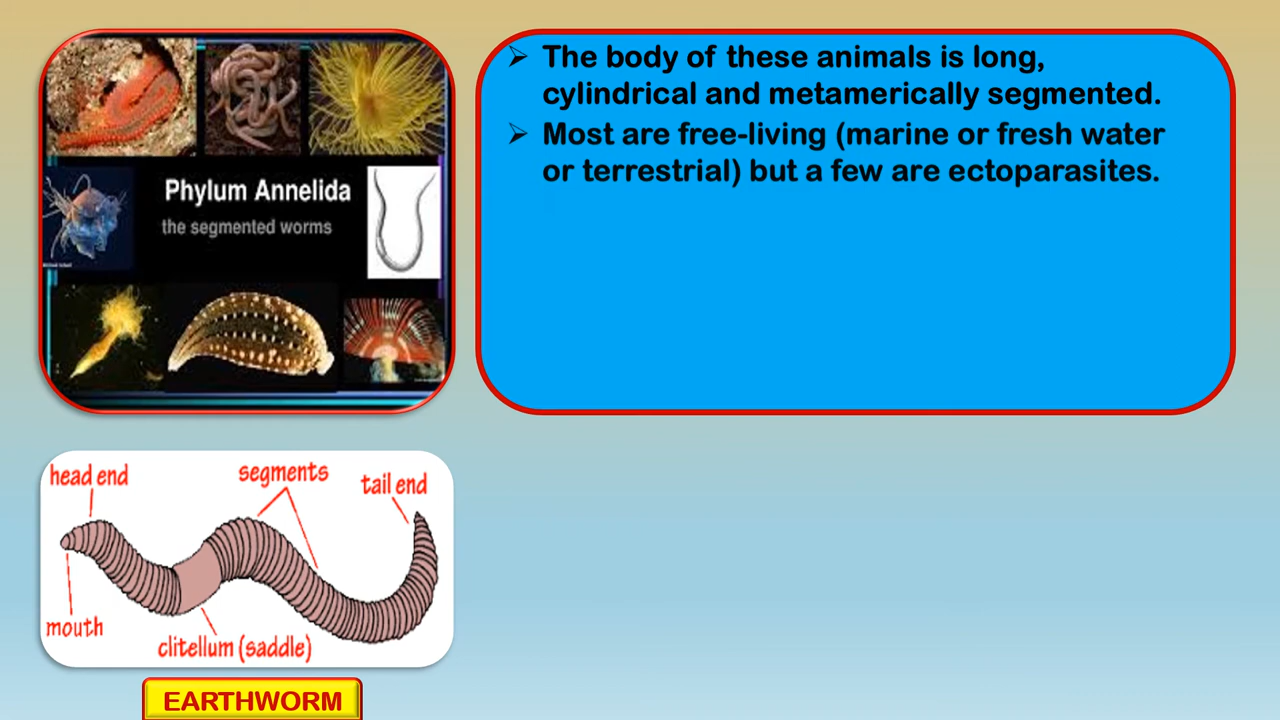 Phylum Annelida
the segmented worms
➢ The body of these animals is long,
cylindrical and metamerically segmented.
➢ Most are free-living (marine or fresh water
or terrestrial) but a few are ectoparasites.
head end
segments
tail end
mouth
clitellum (saddle)
EARTHWORM